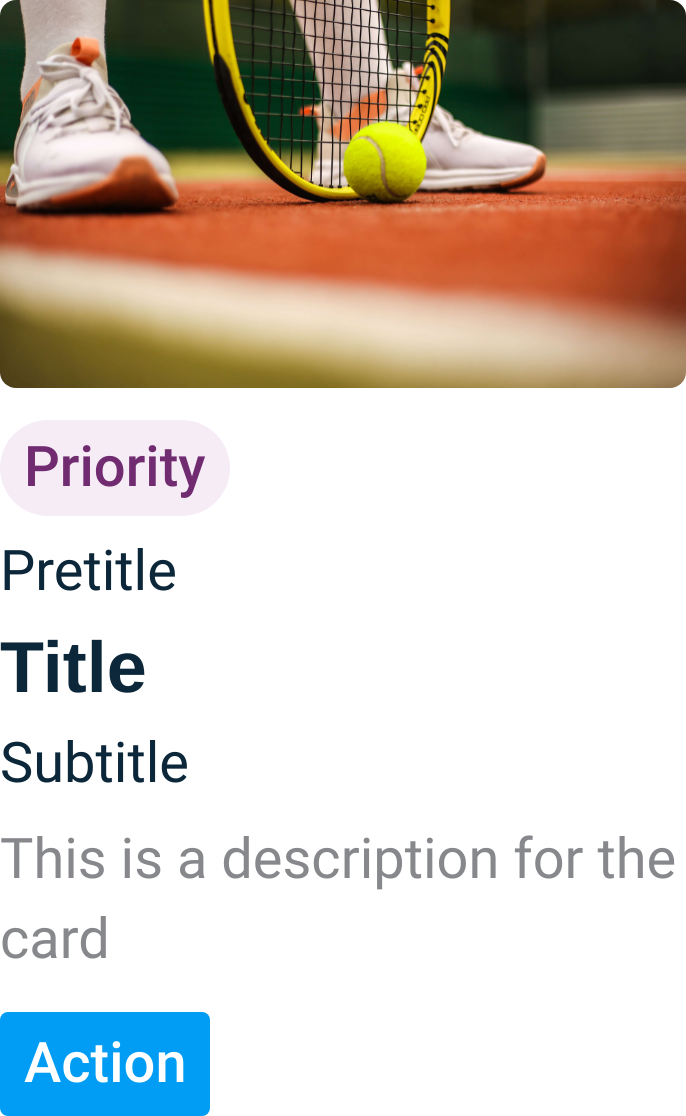 Priority
Pretitle
Title
Subtitle
This is a description for the
card
Action